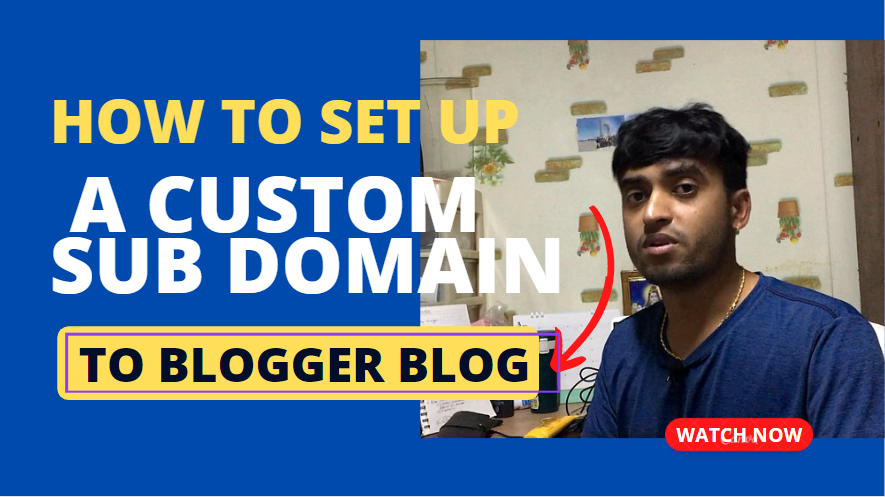 HOW TO SET UP
A CUSTOM
SUB DOMAIN
TO BLOGGER BLOG
WATCH NOW